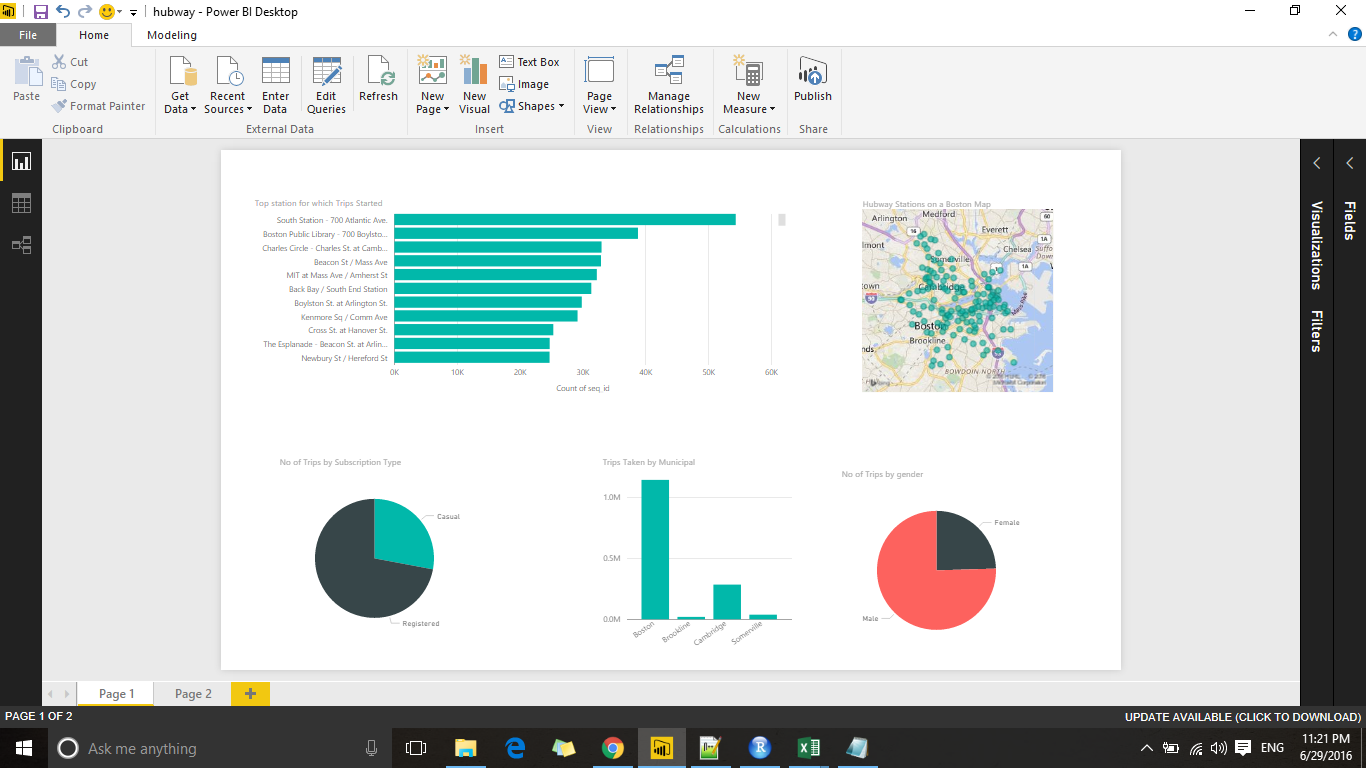 hubway - Power BI Desktop
File
Home
Modeling
Paste
Cut
Copy
Format Painter
Clipboard
Get Data
Recent Sources
Enter Data
External Data
Edit Queries
Refresh
New Page
New Visual
Text Box
Image
Shapes
Insert
Page View
View
Manage Relationships
Relationships
New Measure
Calculations
Publish
Share
Top station for which Trips Started
South Station - 700 Atlantic Ave.
Boston Public Library - 700 Boylsto...
Charles Circle - Charles St. at Camb...
Beacon St / Mass Ave
MIT at Mass Ave / Amherst St
Back Bay / South End Station
Boylston St. at Arlington St.
Kenmore Sq / Comm Ave
Cross St. at Hanover St.
The Esplanade - Beacon St. at Arlin...
Newbury St / Hereford St
0K 10K 20K 30K 40K 50K 60K
Count of seq_id
Hubway Stations on a Boston Map
Medford
Arlington
60
16
Everett
1A
lmont
Chelsea
Somerville
1A
Cambridge
90
Boston
Brookline
BOWDOIN NORTH
Visualizations
Filters
Fields
No of Trips by Subscription Type
Casual
Registered
Trips Taken by Municipal
1.0M
0.5M
0.0M
Boston Brookline Cambridge Somerville
No of Trips by gender
Female
Male
Page 1
Page 2
PAGE 1 OF 2
UPDATE AVAILABLE (CLICK TO DOWNLOAD)
Ask me anything
ENG
11:21 PM
6/29/2016